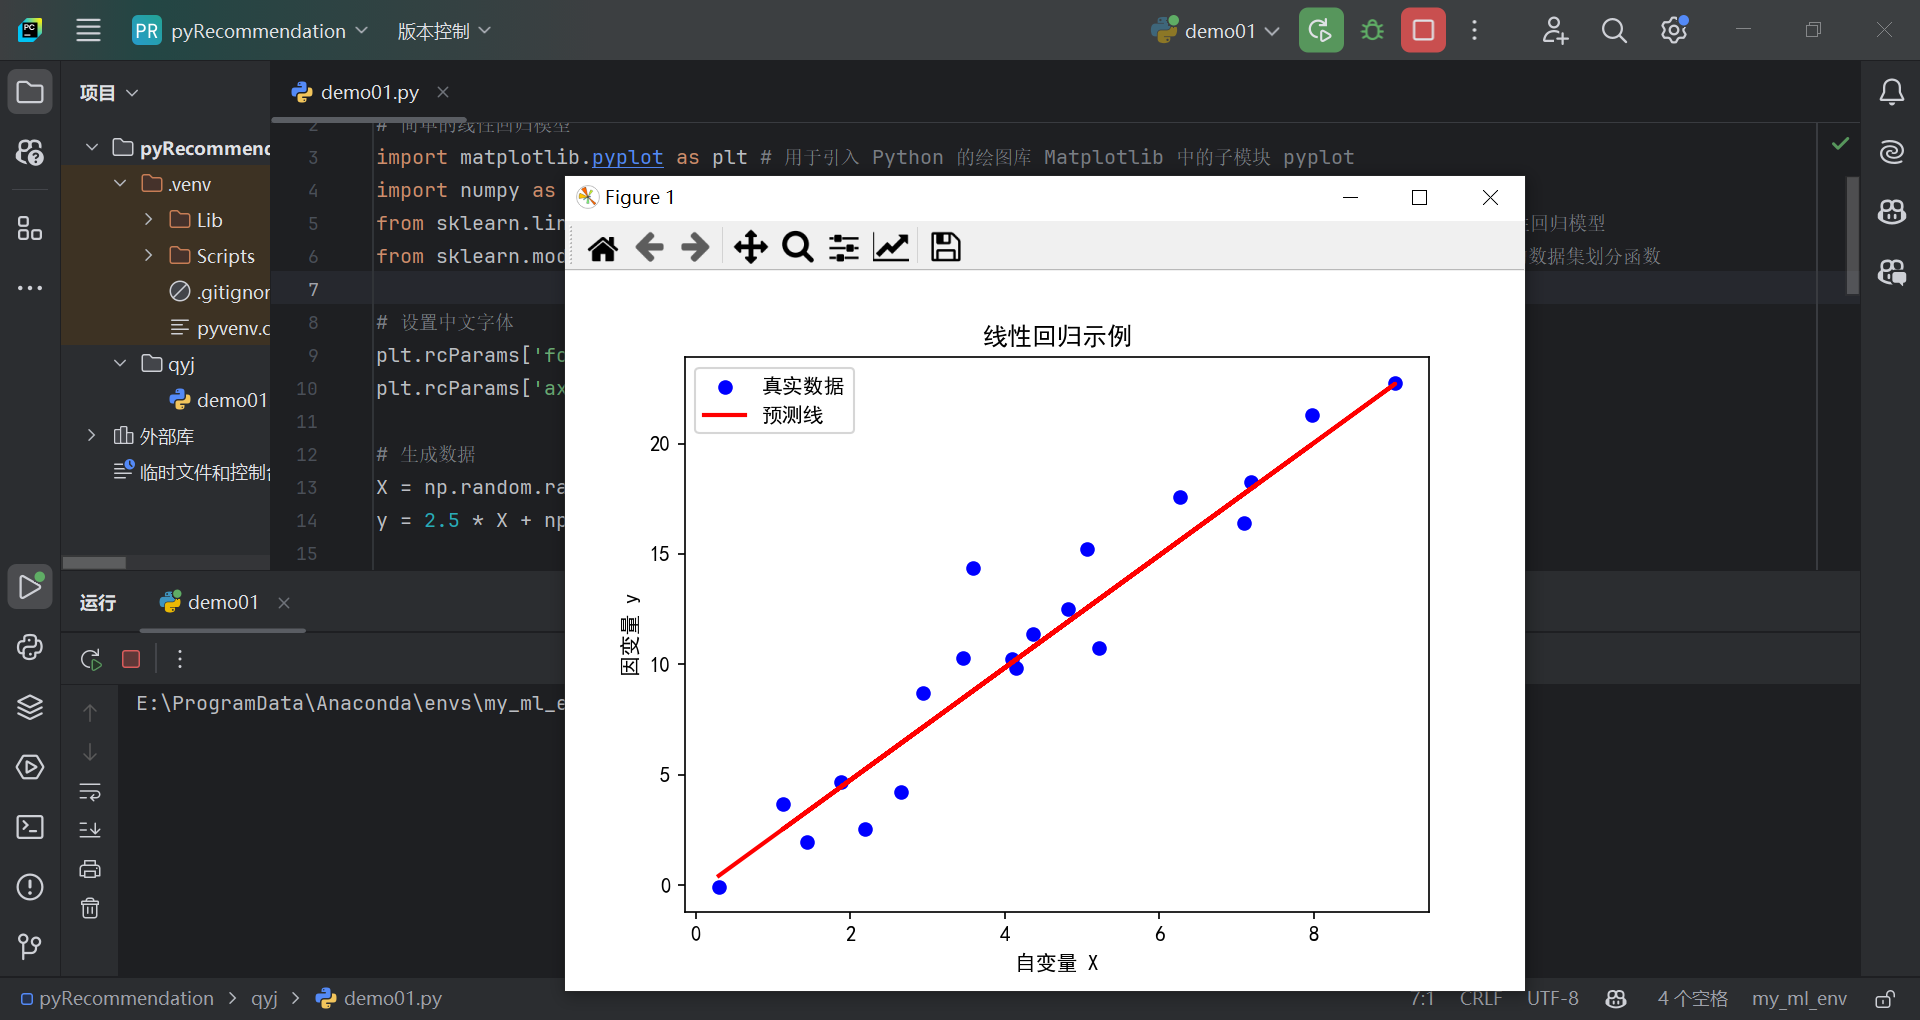 PR pyRecommendation 版本控制 demo01
项目
demo01.py
pyRecommend
.venv
Lib
Scripts
.gitignor
pyvenv.c
qyj
demo01
外部库
临时文件和控制台
2 # 简单的线性回归模型
3 import matplotlib.pyplot as plt # 用于引入 Python 的绘图库 Matplotlib 中的子模块 pyplot
4 import numpy as
5 from sklearn.lin 回归模型
6 from sklearn.mod 数据集划分函数
7
8 # 设置中文字体
9 plt.rcParams['fo
10 plt.rcParams['ax
11
12 # 生成数据
13 X = np.random.ra
14 y = 2.5 * X + np
15
Figure 1
线性回归示例
真实数据
预测线
20
15
10
5
0
因变量 y
0 2 4 6 8
自变量 X
运行 demo01
E:\ProgramData\Anaconda\envs\my_ml_e
pyRecommendation > qyj > demo01.py
7:1 CRLF UTF-8 4 个空格 my_ml_env